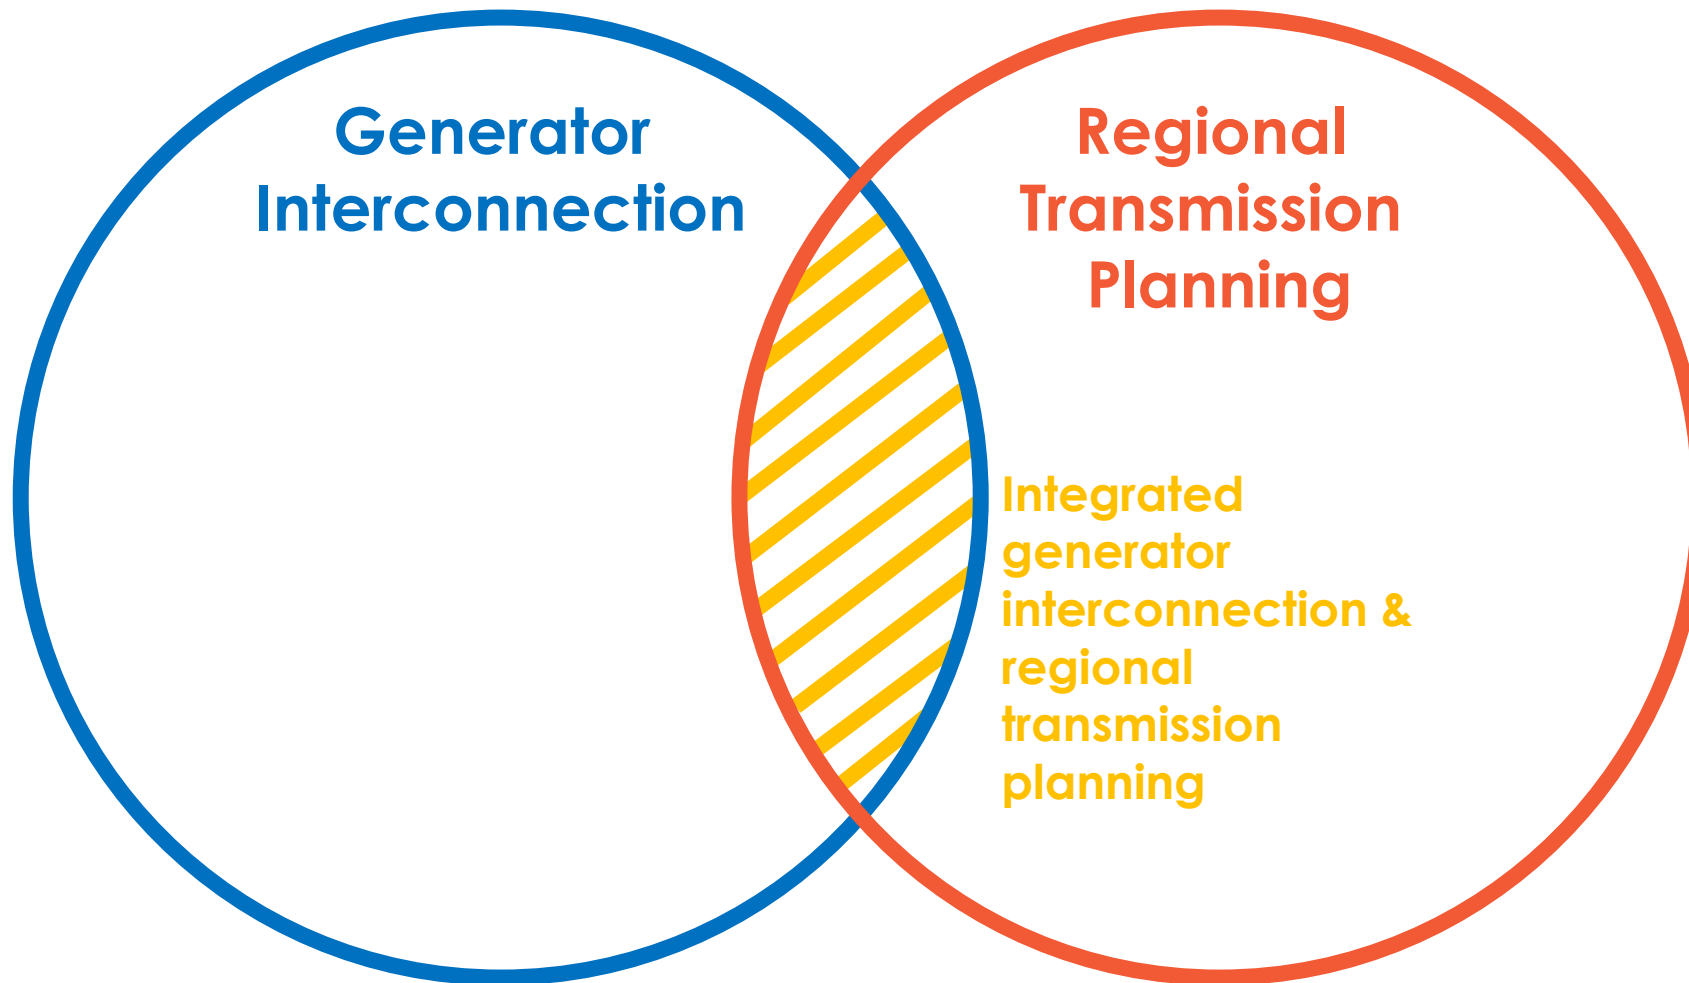 Generator
Interconnection
Regional
Transmission
Planning
Integrated
generator
interconnection &
regional
transmission
planning